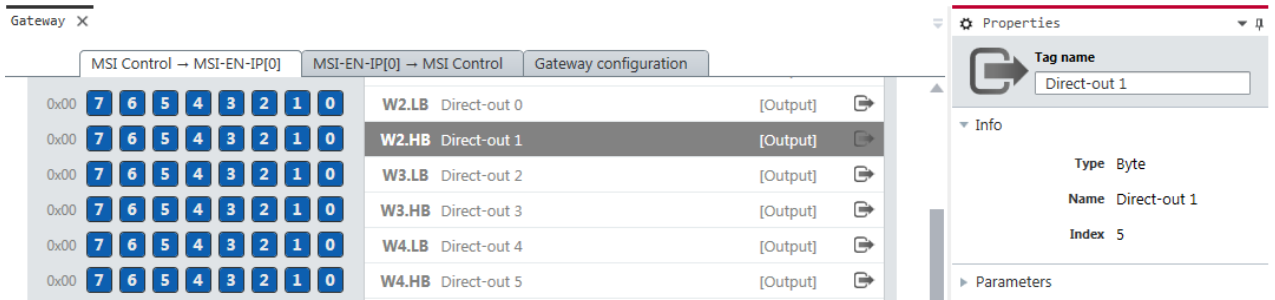 Gateway
MSI Control → MSI-EN-IP[0]
MSI-EN-IP[0] → MSI Control
Gateway configuration
0x00 7 6 5 4 3 2 1 0 W2.LB Direct-out 0 [Output]
0x00 7 6 5 4 3 2 1 0 W2.HB Direct-out 1 [Output]
0x00 7 6 5 4 3 2 1 0 W3.LB Direct-out 2 [Output]
0x00 7 6 5 4 3 2 1 0 W3.HB Direct-out 3 [Output]
0x00 7 6 5 4 3 2 1 0 W4.LB Direct-out 4 [Output]
0x00 7 6 5 4 3 2 1 0 W4.HB Direct-out 5 [Output]
Properties
Tag name
Direct-out 1
Info
Type Byte
Name Direct-out 1
Index 5
Parameters